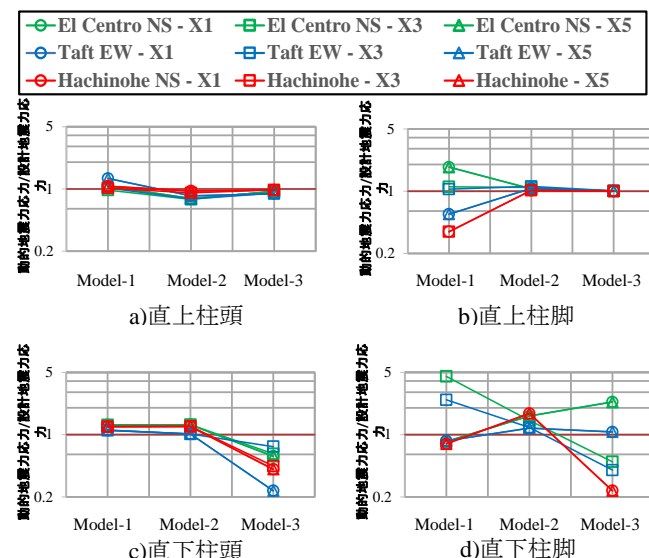 El Centro NS - X1 El Centro NS - X3 El Centro NS - X5
Taft EW - X1 Taft EW - X3 Taft EW - X5
Hachinohe NS - X1 Hachinohe - X3 Hachinohe - X5
動的地震力応力/設計地震力応力
5
1
0.2
Model-1 Model-2 Model-3
a)直上柱頭
動的地震力応力/設計地震力応力
5
1
0.2
Model-1 Model-2 Model-3
b)直上柱脚
動的地震力応力/設計地震力応力
5
1
0.2
Model-1 Model-2 Model-3
c)直下柱頭
動的地震力応力/設計地震力応力
5
1
0.2
Model-1 Model-2 Model-3
d)直下柱脚